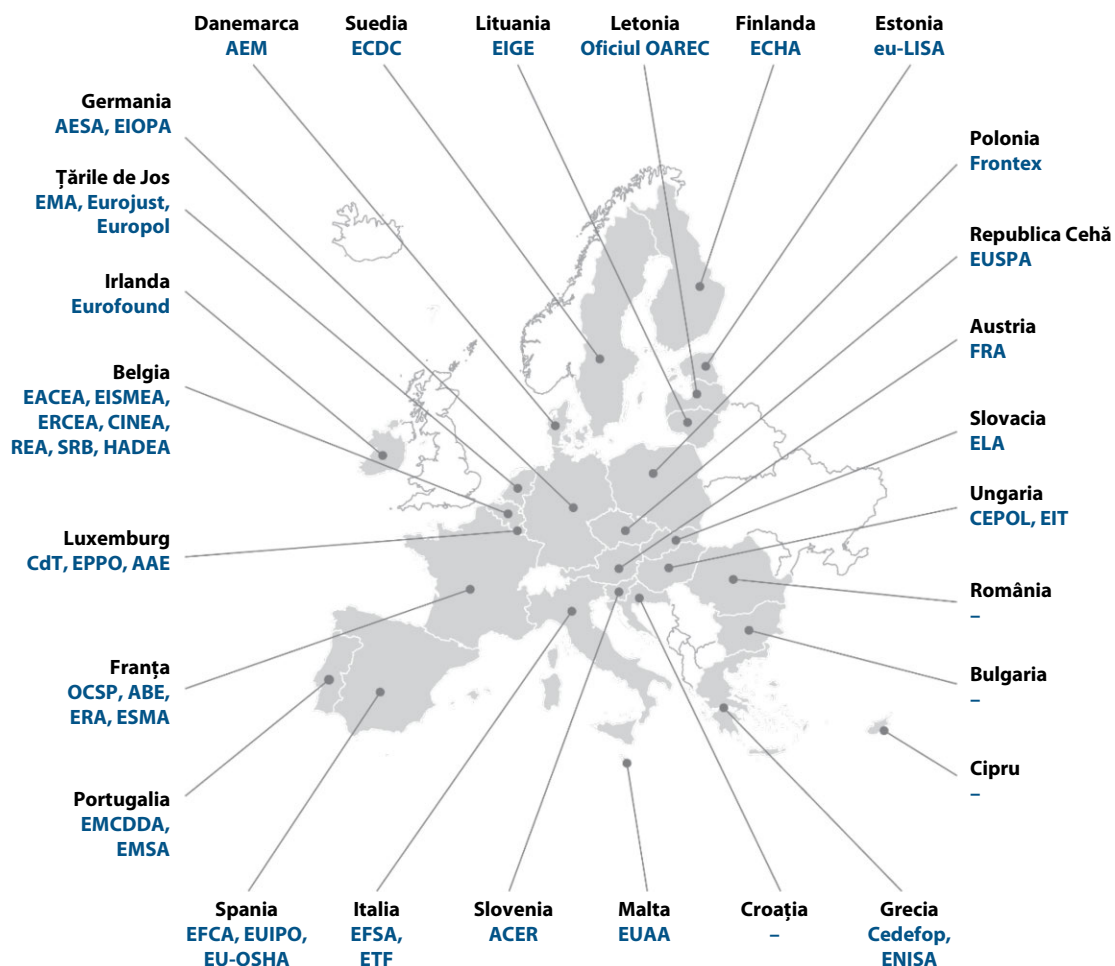 Danemarca
AEM
Suedia
ECDC
Lituania
EIGE
Letonia
Oficiul OAREC
Finlanda
ECHA
Estonia
eu-LISA
Germania
AESA, EIOPA
Țările de Jos
EMA, Eurojust,
Europol
Irlanda
Eurofound
Belgia
EACEA, EISMEA,
ERCEA, CINEA,
REA, SRB, HADEA
Luxemburg
CdT, EPPO, AAE
Franța
OCSP, ABE,
ERA, ESMA
Portugalia
EMCDDA,
EMSA
Polonia
Frontex
Republica Cehă
EUSPA
Austria
FRA
Slovacia
ELA
Ungaria
CEPOL, EIT
România
–
Bulgaria
–
Cipru
–
Spania
EFCA, EUIPO,
EU-OSHA
Italia
EFSA,
ETF
Slovenia
ACER
Malta
EUAA
Croația
–
Grecia
Cedefop,
ENISA